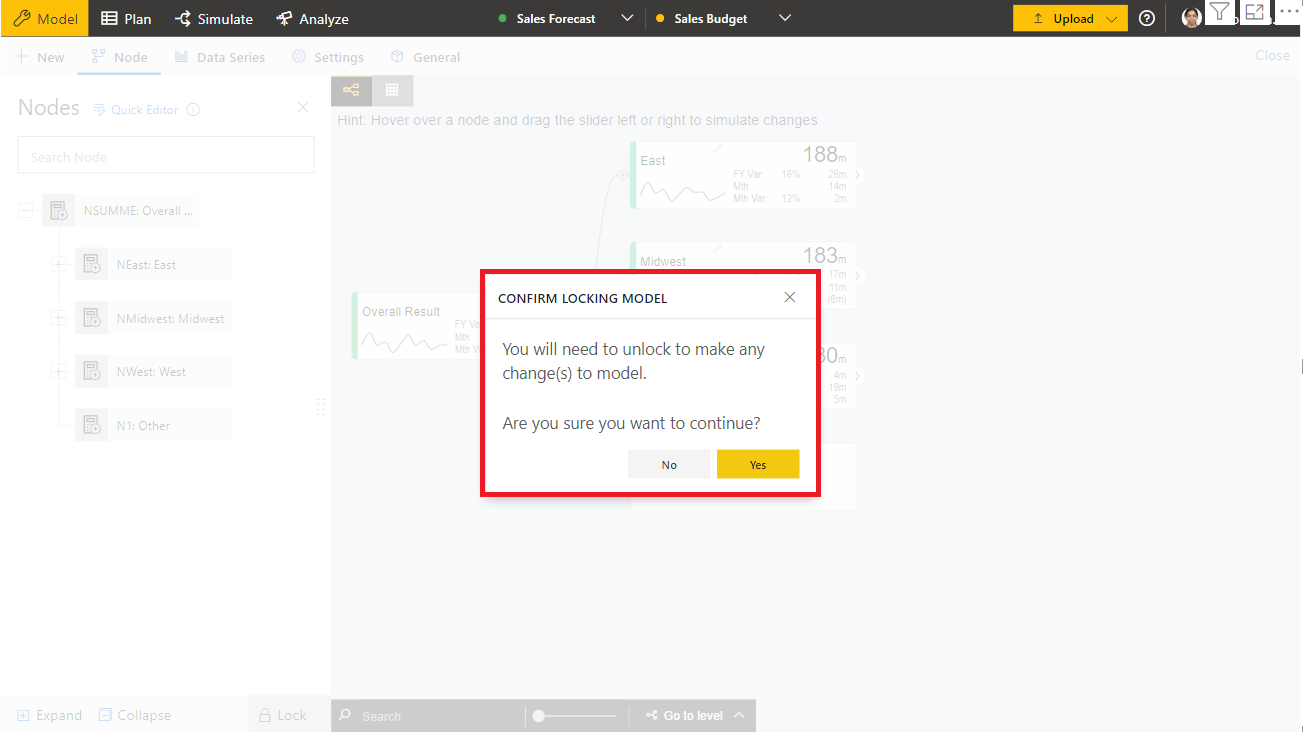 Model Plan Simulate Analyze Sales Forecast Sales Budget Upload
New Node Data Series Settings General Close
Nodes Quick Editor
Hint: Hover over a node and drag the slider left or right to simulate changes
Search Node
NSUMME: Overall ...
NEast: East
NMidwest: Midwest
NWest: West
N1: Other
East 188m
FY Var: 16% 26m
Mth 14m
Mth Var: 12% 2m
Midwest 183m
17m
11m
(6m)
Overall Result
FY Va
Mth
Mth V
30m
4m
19m
5m
CONFIRM LOCKING MODEL
You will need to unlock to make any
change(s) to model.
Are you sure you want to continue?
No Yes
Expand Collapse Lock Search Go to level